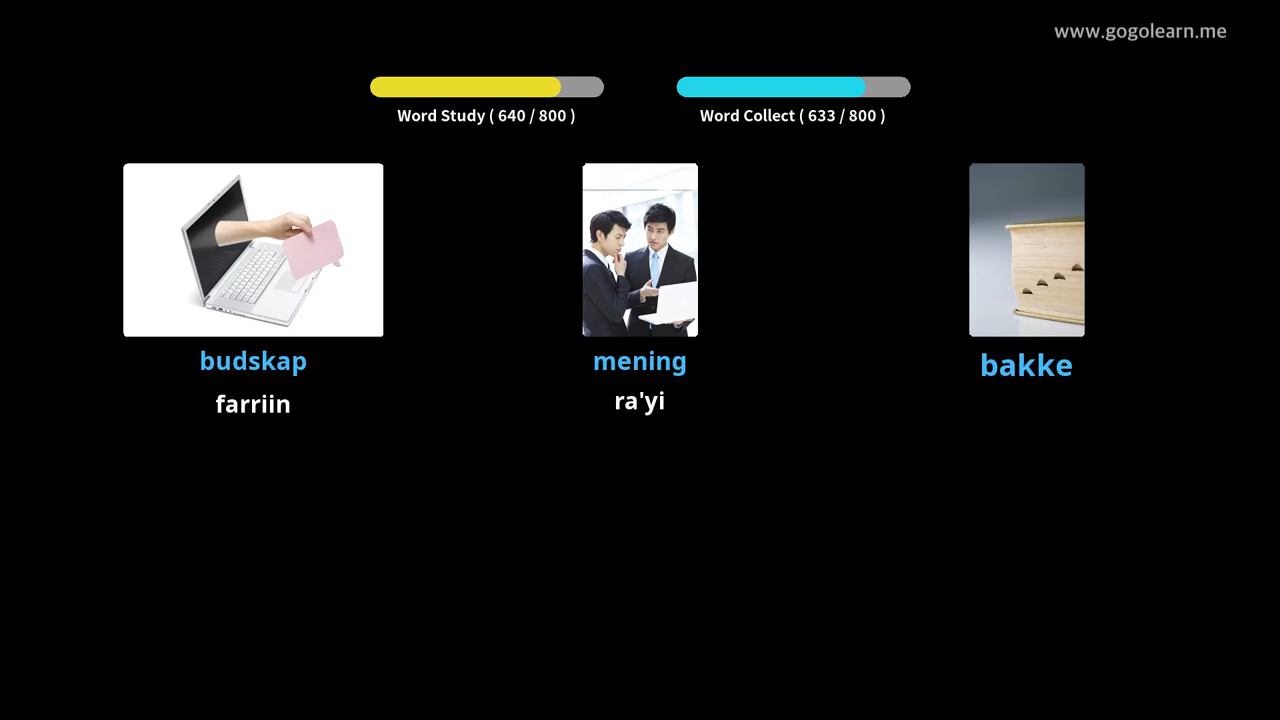 www.gogolearn.me
Word Study ( 640 / 800 )
Word Collect ( 633 / 800 )
budskap
farriin
mening
ra'yi
bakke